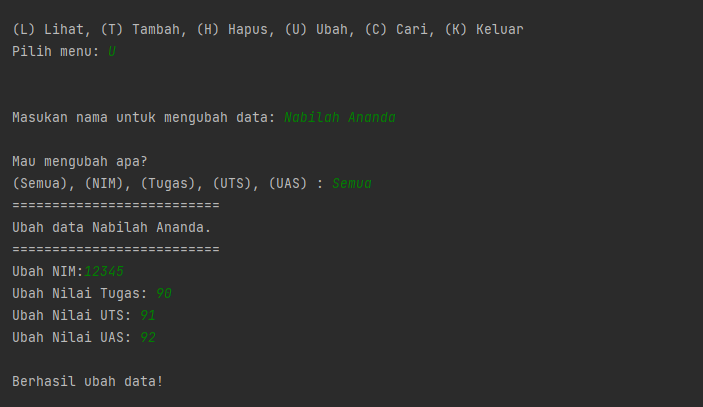 (L) Lihat, (T) Tambah, (H) Hapus, (U) Ubah, (C) Cari, (K) Keluar
Pilih menu: U
Masukan nama untuk mengubah data: Nabilah Ananda
Mau mengubah apa?
(Semua), (NIM), (Tugas), (UTS), (UAS) : Semua
==========================
Ubah data Nabilah Ananda.
==========================
Ubah NIM:12345
Ubah Nilai Tugas: 90
Ubah Nilai UTS: 91
Ubah Nilai UAS: 92
Berhasil ubah data!